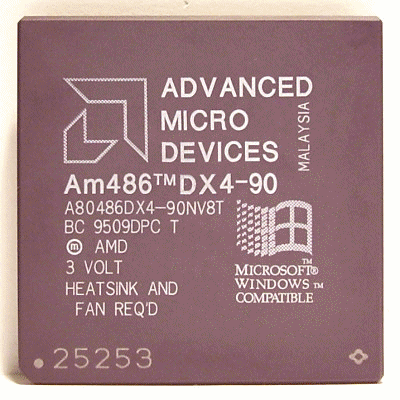 ADVANCED
MICRO
DEVICES
MALAYSIA
Am486™DX4-90
A80486DX4-90NV8T
BC 9509DPC T
ⓜ AMD
3 VOLT
HEATSINK AND
FAN REQ'D
MICROSOFT®
WINDOWS™
COMPATIBLE
™
25253